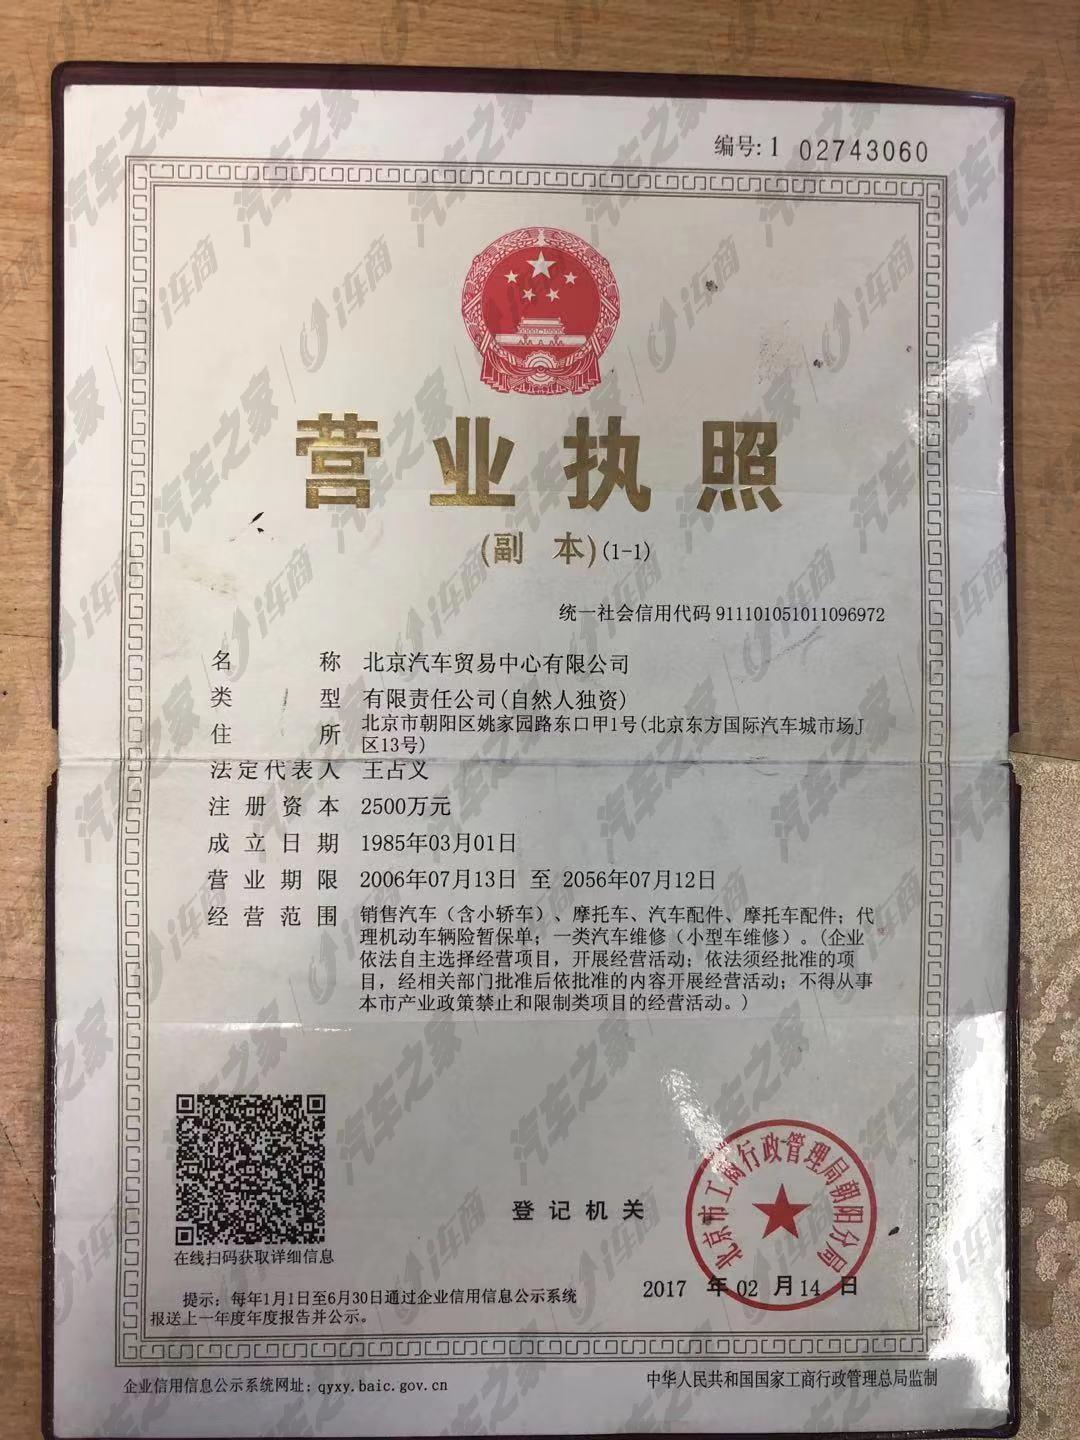 编号: 1 02743060
营业执照
(副 本)(1-1)
统一社会信用代码 911101051011096972
名 称 北京汽车贸易中心有限公司
类 型 有限责任公司(自然人独资)
住 所 北京市朝阳区姚家园路东口甲1号(北京东方国际汽车城市场J
区13号)
法定代表人 王占义
注册资本 2500万元
成立日期 1985年03月01日
营业期限 2006年07月13日 至 2056年07月12日
经营范围 销售汽车（含小轿车）、摩托车、汽车配件、摩托车配件；代
理机动车辆险暂保单；一类汽车维修（小型车维修）。(企业
依法自主选择经营项目，开展经营活动；依法须经批准的项
目，经相关部门批准后依批准的内容开展经营活动；不得从事
本市产业政策禁止和限制类项目的经营活动。)
在线扫码获取详细信息
登记机关
北京市工商行政管理局朝阳分局
2017 年 02 月 14 日
提示：每年1月1日至6月30日通过企业信用信息公示系统
报送上一年度年度报告并公示。
企业信用信息公示系统网址: qyxy.baic.gov.cn
中华人民共和国国家工商行政管理总局监制
汽车之家
i车商